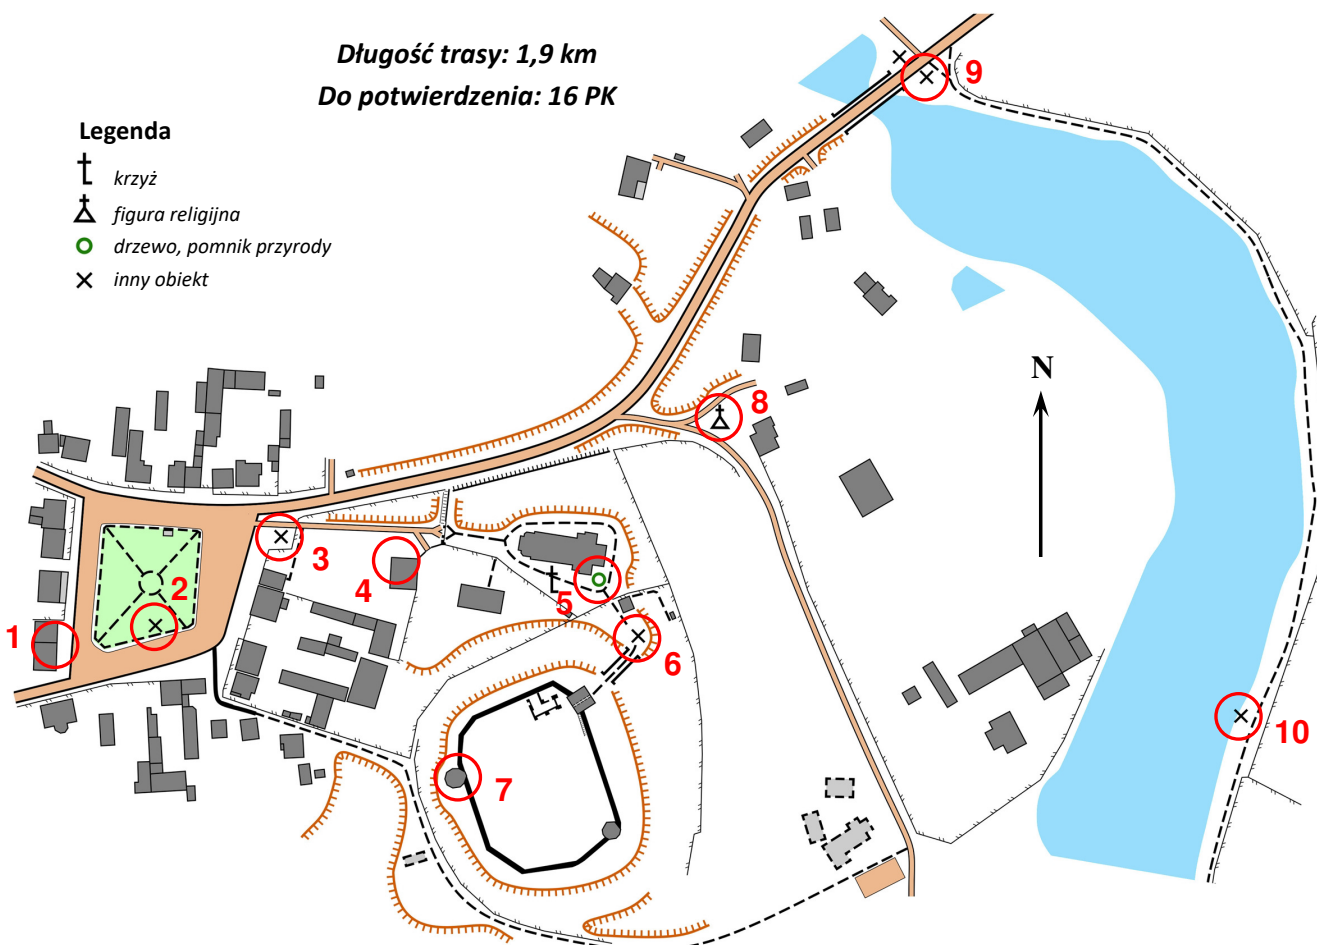 Długość trasy: 1,9 km
Do potwierdzenia: 16 PK
Legenda
krzyż
figura religijna
drzewo, pomnik przyrody
inny obiekt
9
N
8
3
2
4
5
1
6
10
7